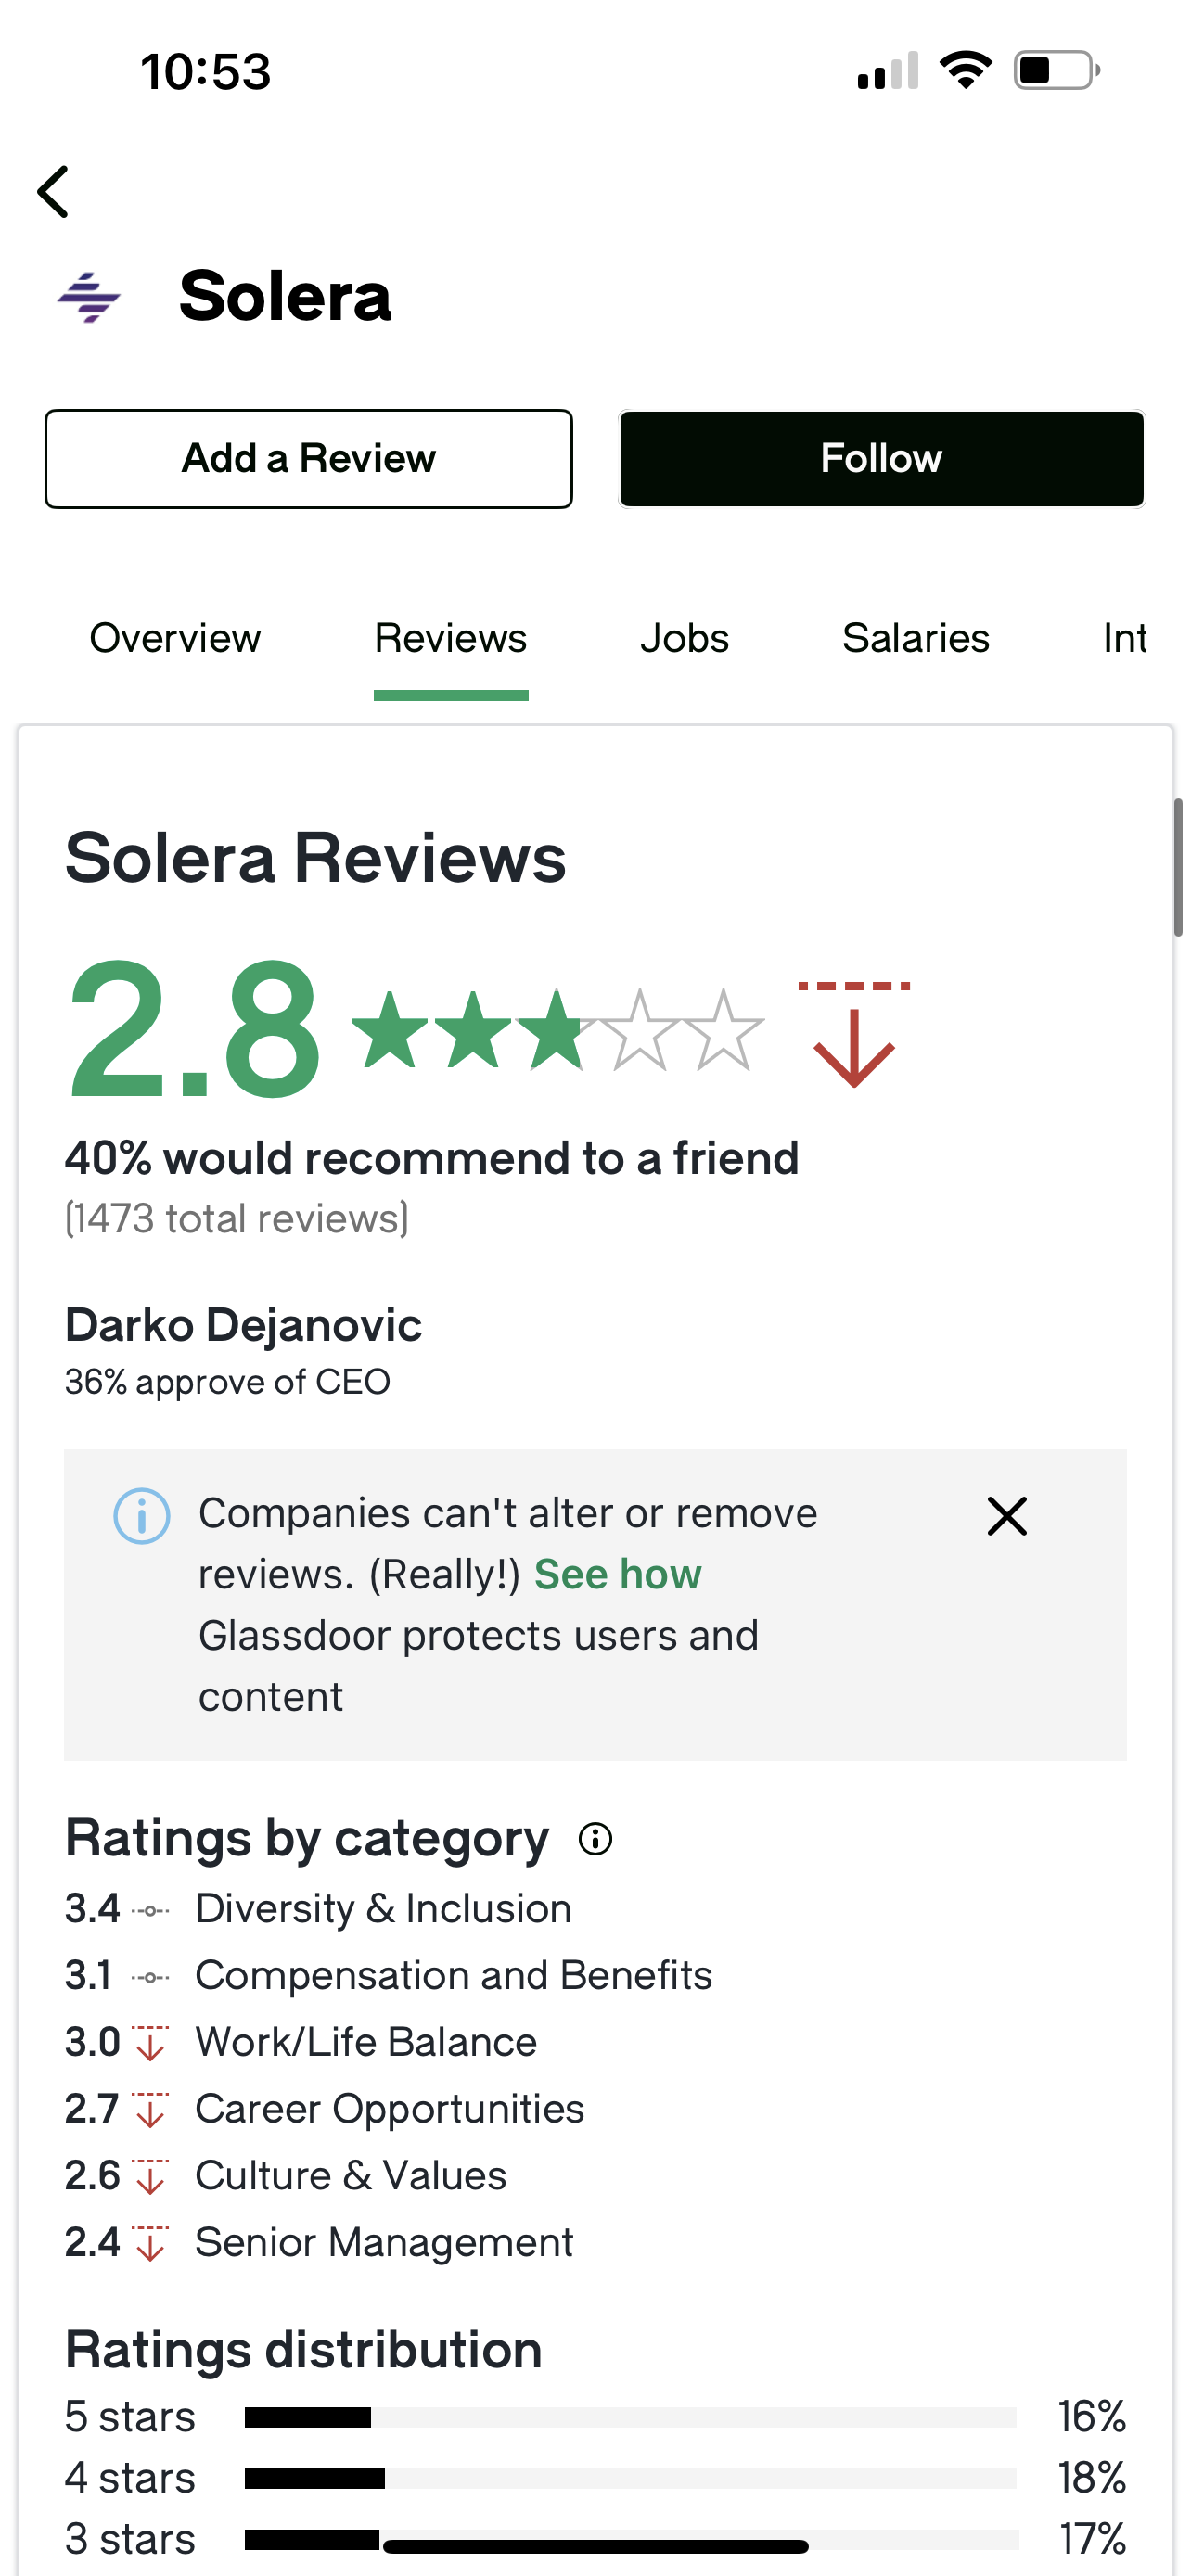 10:53
Solera
Add a Review
Follow
Overview Reviews Jobs Salaries Int
Solera Reviews
2.8
40% would recommend to a friend
(1473 total reviews)
Darko Dejanovic
36% approve of CEO
Companies can't alter or remove
reviews. (Really!) See how
Glassdoor protects users and
content
Ratings by category
3.4 Diversity & Inclusion
3.1 Compensation and Benefits
3.0 Work/Life Balance
2.7 Career Opportunities
2.6 Culture & Values
2.4 Senior Management
Ratings distribution
5 stars 16%
4 stars 18%
3 stars 17%